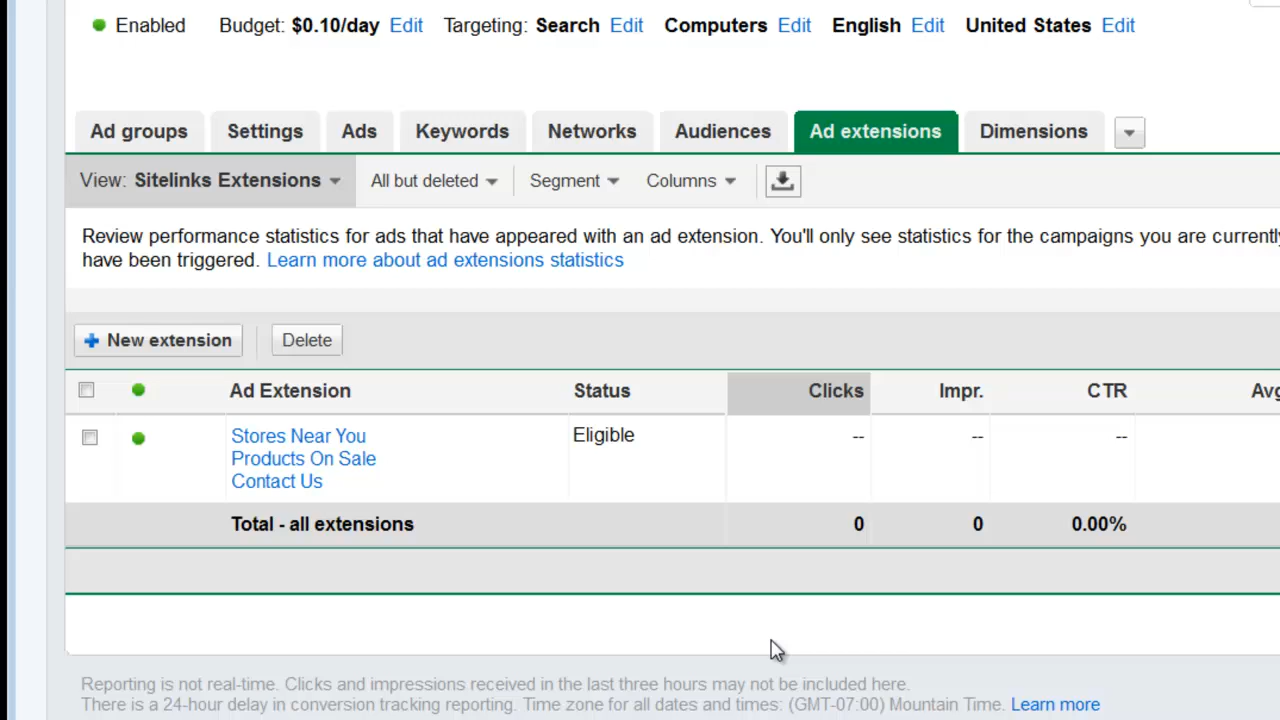 Enabled Budget: $0.10/day Edit Targeting: Search Edit Computers Edit English Edit United States Edit
Ad groups Settings Ads Keywords Networks Audiences Ad extensions Dimensions
View: Sitelinks Extensions All but deleted Segment Columns
Review performance statistics for ads that have appeared with an ad extension. You'll only see statistics for the campaigns you are currently
have been triggered. Learn more about ad extensions statistics
New extension Delete
Ad Extension Status Clicks Impr. CTR Avg
Stores Near You Eligible -- -- --
Products On Sale
Contact Us
Total - all extensions 0 0 0.00%
Reporting is not real-time. Clicks and impressions received in the last three hours may not be included here.
There is a 24-hour delay in conversion tracking reporting. Time zone for all dates and times: (GMT-07:00) Mountain Time. Learn more